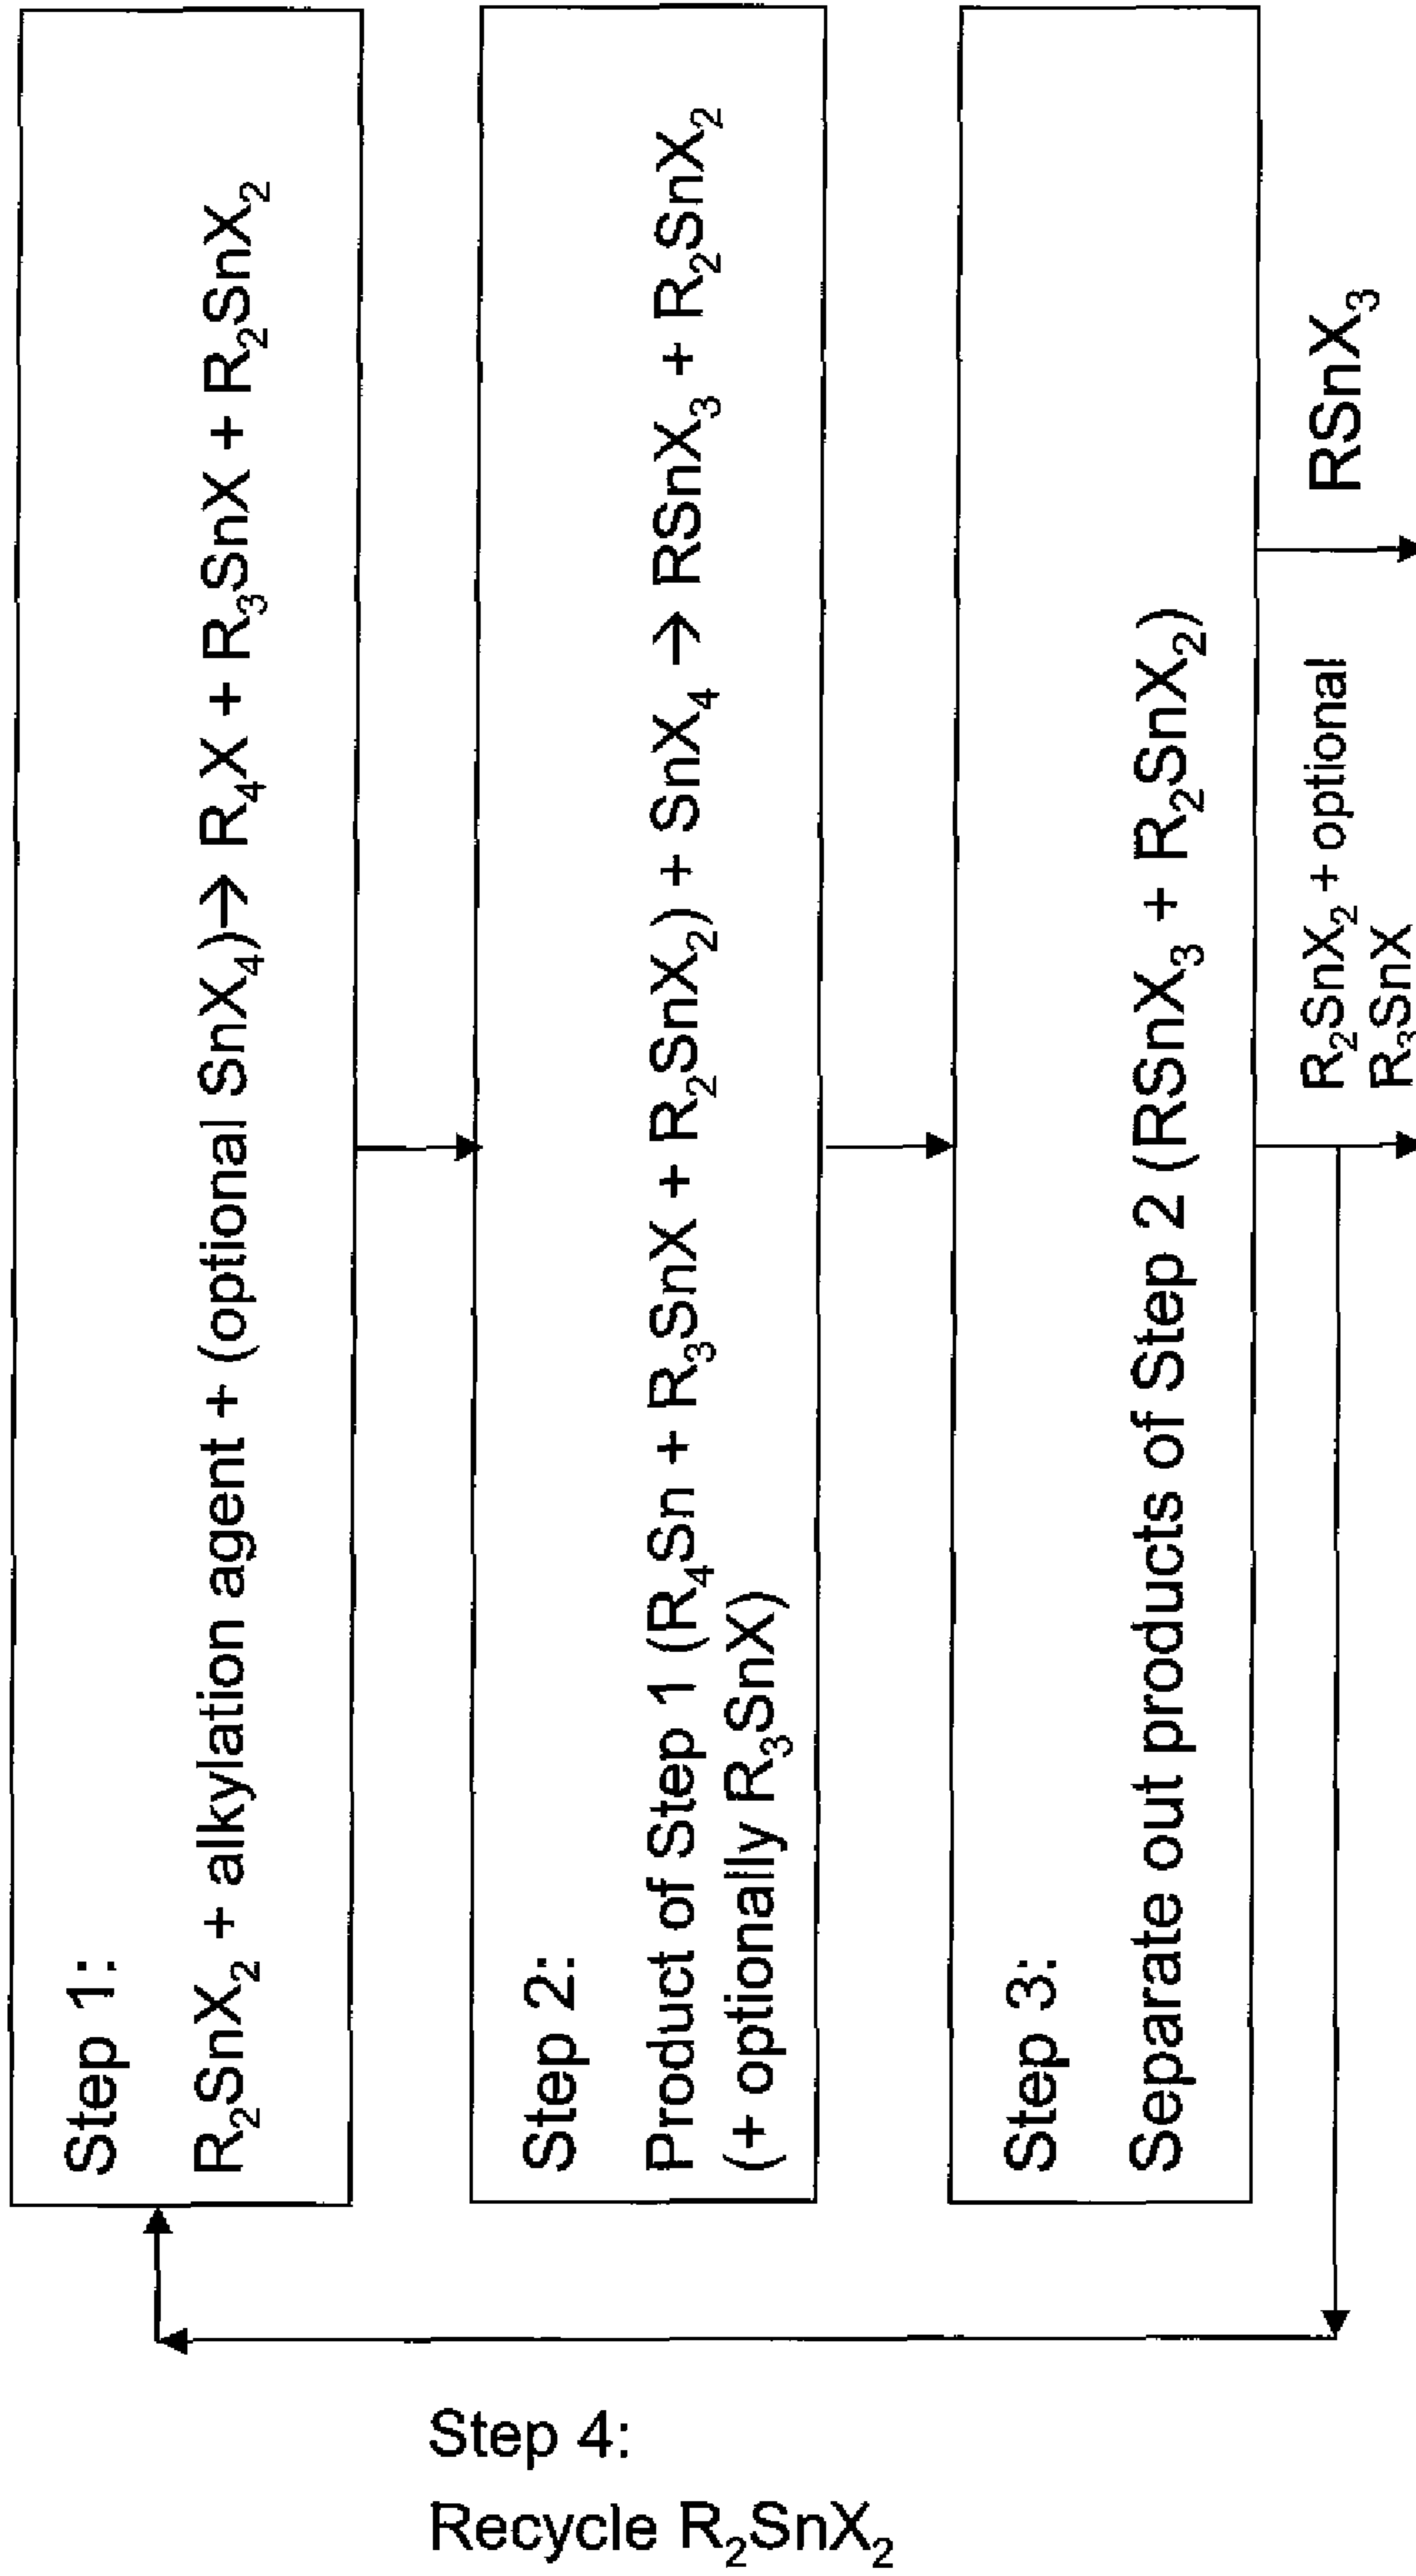 Step 1:
R₂SnX₂ + alkylation agent + (optional SnX₄)→ R₄X + R₃SnX + R₂SnX₂
Step 2:
Product of Step 1 (R₄Sn + R₃SnX + R₂SnX₂) + SnX₄ → RSnX₃ + R₂SnX₂
(+ optionally R₃SnX)
Step 3:
Separate out products of Step 2 (RSnX₃ + R₂SnX₂)
R₂SnX₂ + optional
R₃SnX
RSnX₃
Step 4:
Recycle R₂SnX₂